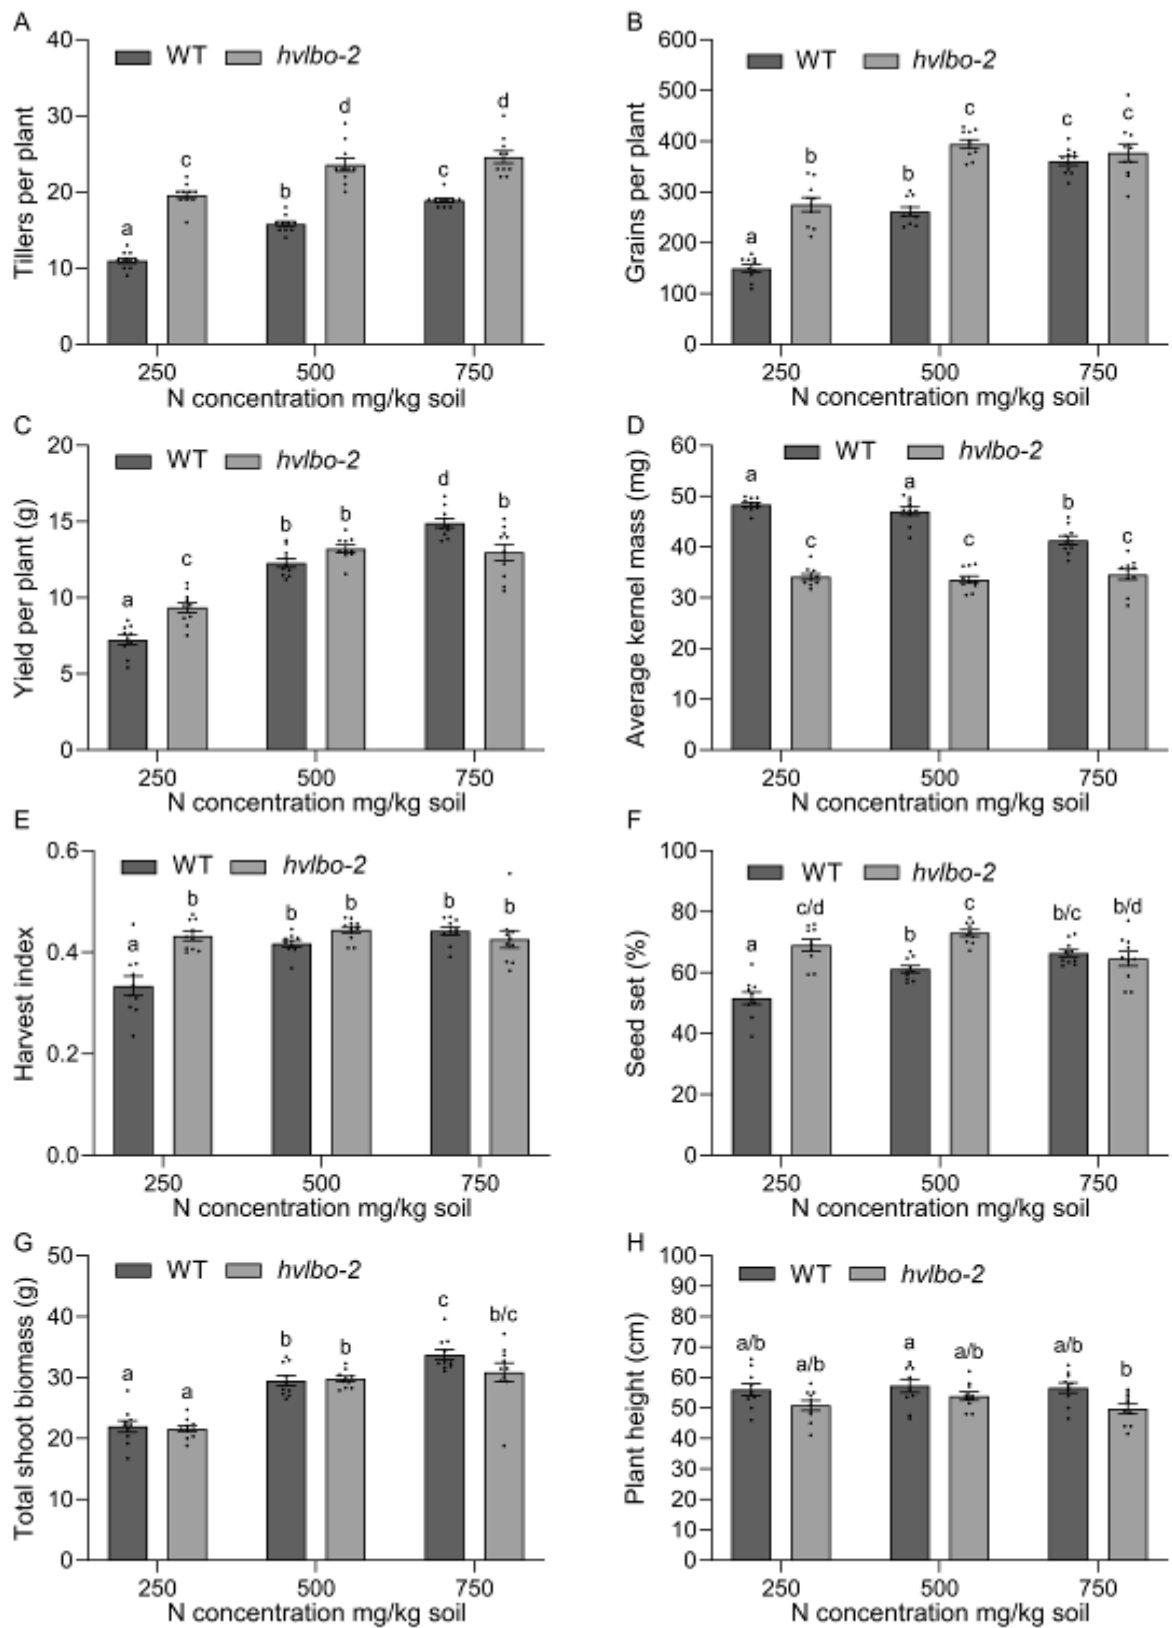 A
40
30
20
10
0
Tillers per plant
WT hvlbo-2
a c b d c d
250 500 750
N concentration mg/kg soil
B
600
500
400
300
200
100
0
Grains per plant
WT hvlbo-2
a b b c c c
250 500 750
N concentration mg/kg soil
C
20
15
10
5
0
Yield per plant (g)
WT hvlbo-2
a c b b d b
250 500 750
N concentration mg/kg soil
D
60
50
40
30
20
10
0
Average kernel mass (mg)
WT hvlbo-2
a c a c b c
250 500 750
N concentration mg/kg soil
E
0.6
0.4
0.2
0.0
Harvest index
WT hvlbo-2
a b b b b b
250 500 750
N concentration mg/kg soil
F
100
80
60
40
20
0
Seed set (%)
WT hvlbo-2
a c/d b c b/c b/d
250 500 750
N concentration mg/kg soil
G
50
40
30
20
10
0
Total shoot biomass (g)
WT hvlbo-2
a a b b c b/c
250 500 750
N concentration mg/kg soil
H
100
90
80
70
60
50
40
30
20
10
0
Plant height (cm)
WT hvlbo-2
a/b a/b a a/b a/b b
250 500 750
N concentration mg/kg soil